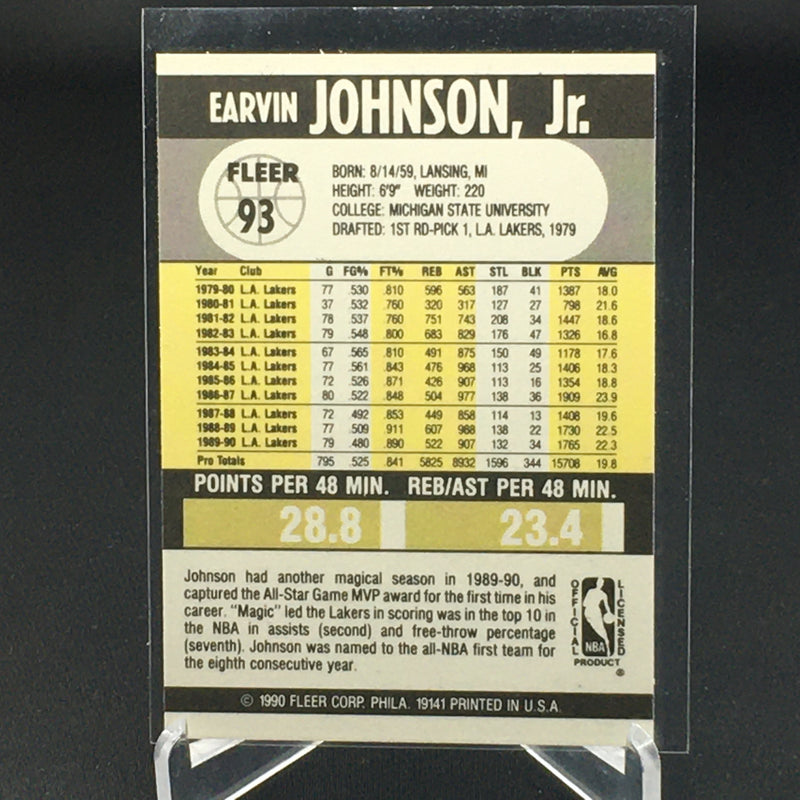 EARVIN JOHNSON, Jr.
FLEER
93
BORN: 8/14/59, LANSING, MI
HEIGHT: 6'9" WEIGHT: 220
COLLEGE: MICHIGAN STATE UNIVERSITY
DRAFTED: 1ST RD-PICK 1, L.A. LAKERS, 1979
Year Club G FG% FT% REB AST STL BLK PTS AVG
1979-80 L.A. Lakers 77 .530 .810 596 563 187 41 1387 18.0
1980-81 L.A. Lakers 37 .532 .760 320 317 127 27 798 21.6
1981-82 L.A. Lakers 78 .537 .760 751 743 208 34 1447 18.6
1982-83 L.A. Lakers 79 .548 .800 683 829 176 47 1326 16.8
1983-84 L.A. Lakers 67 .565 .810 491 875 150 49 1178 17.6
1984-85 L.A. Lakers 77 .561 .843 476 968 113 25 1406 18.3
1985-86 L.A. Lakers 72 .526 .871 426 907 113 16 1354 18.8
1986-87 L.A. Lakers 80 .522 .848 504 977 138 36 1909 23.9
1987-88 L.A. Lakers 72 .492 .853 449 858 114 13 1408 19.6
1988-89 L.A. Lakers 77 .509 .911 607 988 138 22 1730 22.5
1989-90 L.A. Lakers 79 .480 .890 522 907 132 34 1765 22.3
Pro Totals 795 .525 .841 5825 8932 1596 344 15708 19.8
POINTS PER 48 MIN. REB/AST PER 48 MIN.
28.8 23.4
Johnson had another magical season in 1989-90, and
captured the All-Star Game MVP award for the first time in his
career. "Magic" led the Lakers in scoring was in the top 10 in
the NBA in assists (second) and free-throw percentage
(seventh). Johnson was named to the all-NBA first team for
the eighth consecutive year.
OFFICIAL
NBA
LICENSED
PRODUCT
®
© 1990 FLEER CORP. PHILA. 19141 PRINTED IN U.S.A.